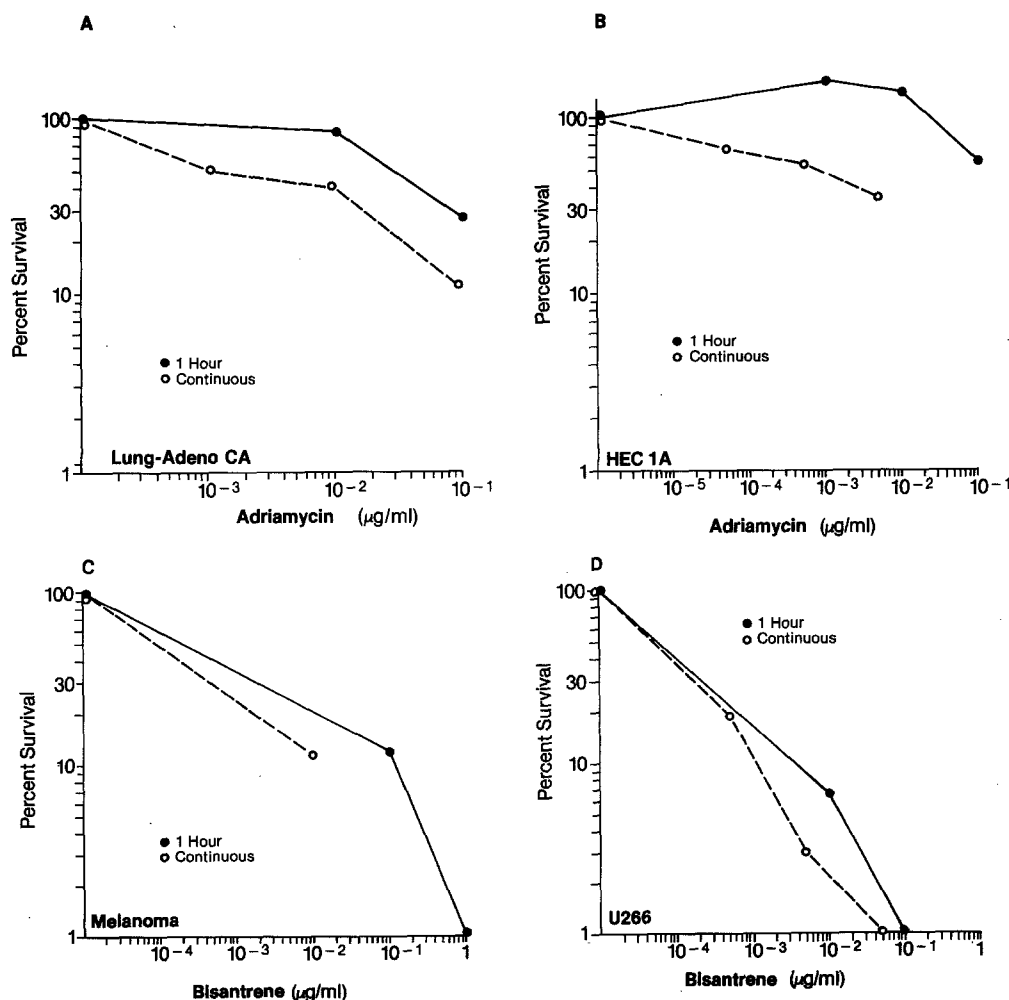 A
Percent Survival
100
30
10
1
● 1 Hour
○ Continuous
Lung-Adeno CA
10⁻³ 10⁻² 10⁻¹
Adriamycin (μg/ml)
B
Percent Survival
100
30
10
1
● 1 Hour
○ Continuous
HEC 1A
10⁻⁵ 10⁻⁴ 10⁻³ 10⁻² 10⁻¹
Adriamycin (μg/ml)
C
Percent Survival
100
30
10
1
● 1 Hour
○ Continuous
Melanoma
10⁻⁴ 10⁻³ 10⁻² 10⁻¹ 1
Bisantrene (μg/ml)
D
Percent Survival
100
30
10
1
● 1 Hour
○ Continuous
U266
10⁻⁴ 10⁻³ 10⁻² 10⁻¹ 1
Bisantrene (μg/ml)